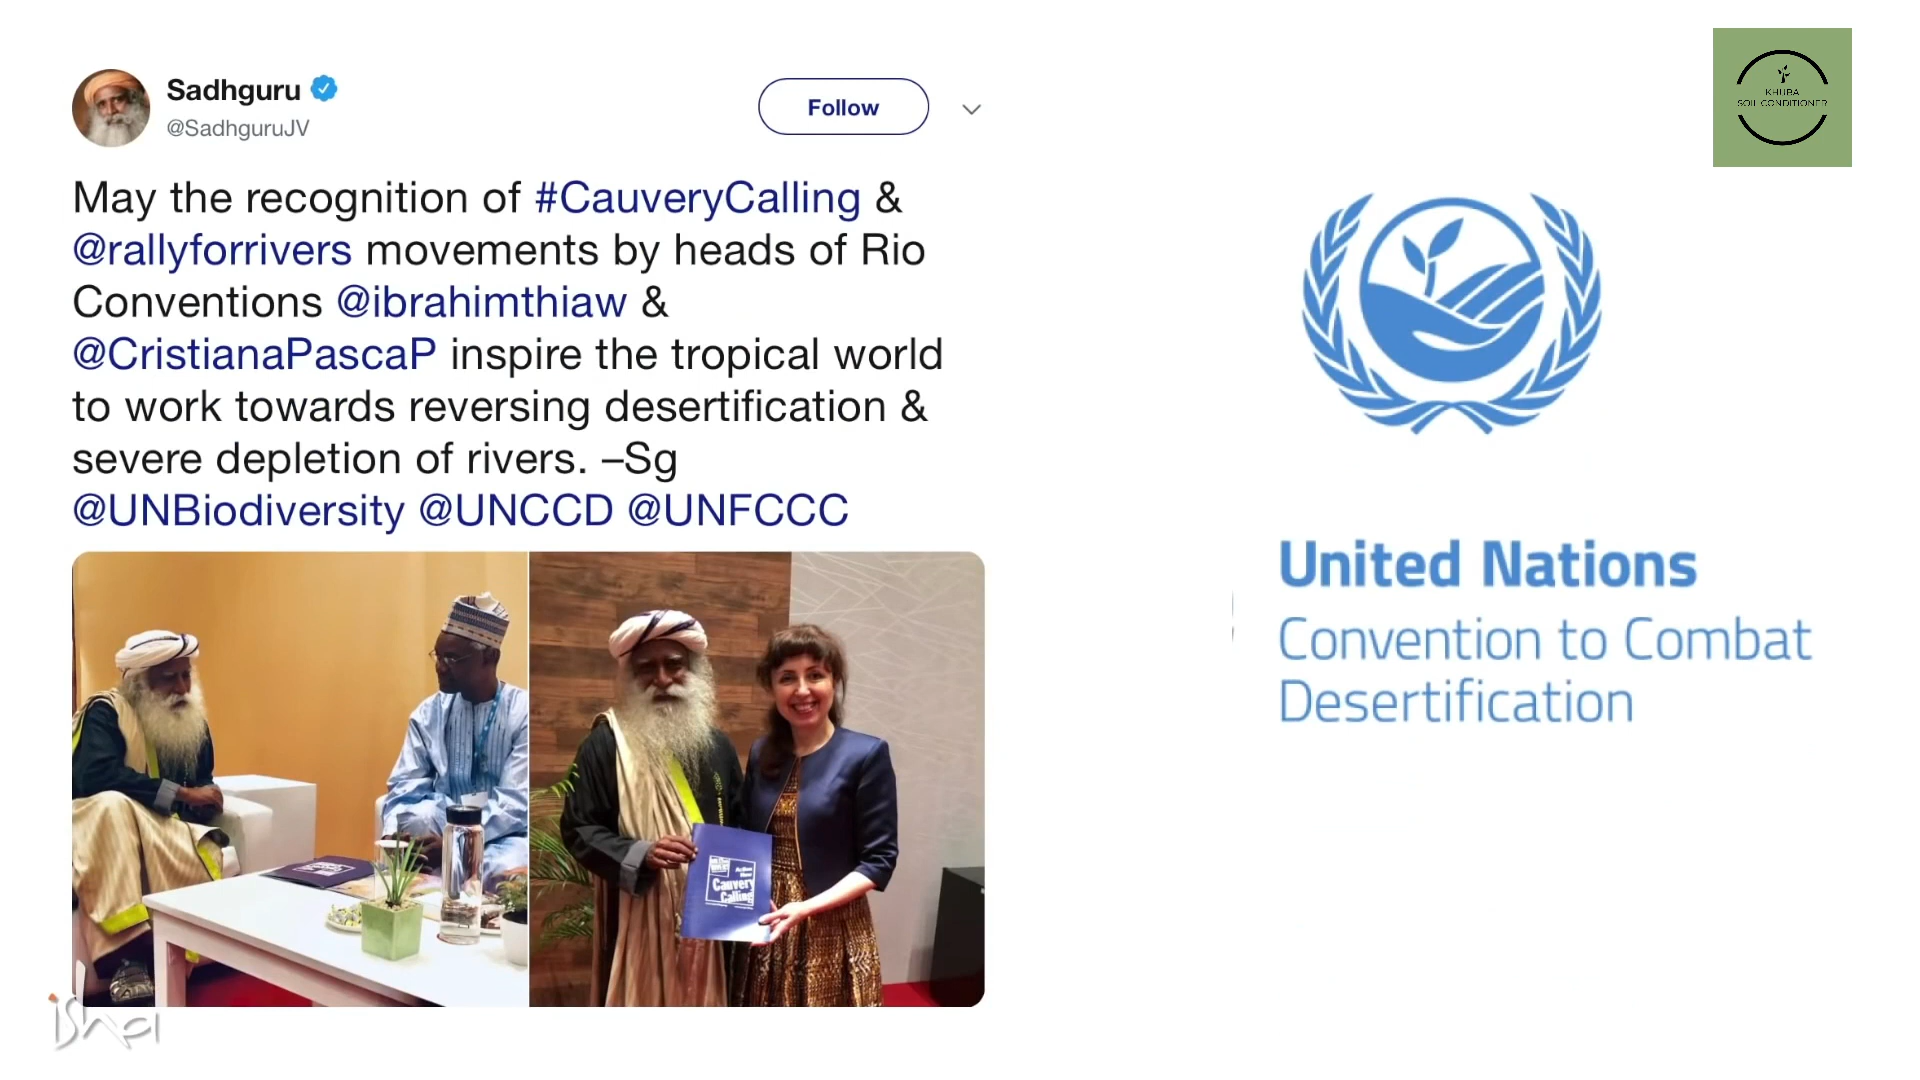 Sadhguru
@SadhguruJV
Follow
May the recognition of #CauveryCalling &
@rallyforrivers movements by heads of Rio
Conventions @ibrahimthiaw &
@CristianaPascaP inspire the tropical world
to work towards reversing desertification &
severe depletion of rivers. –Sg
@UNBiodiversity @UNCCD @UNFCCC
Cauvery
Calling
isha
KHUBA
SOIL CONDITIONER
United Nations
Convention to Combat
Desertification